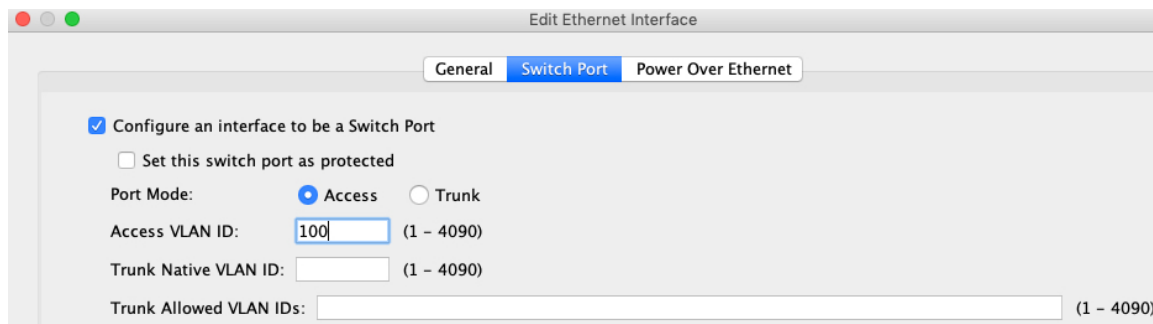 Edit Ethernet Interface
General Switch Port Power Over Ethernet
Configure an interface to be a Switch Port
Set this switch port as protected
Port Mode: Access Trunk
Access VLAN ID: 100 (1 – 4090)
Trunk Native VLAN ID: (1 – 4090)
Trunk Allowed VLAN IDs: (1 – 4090)